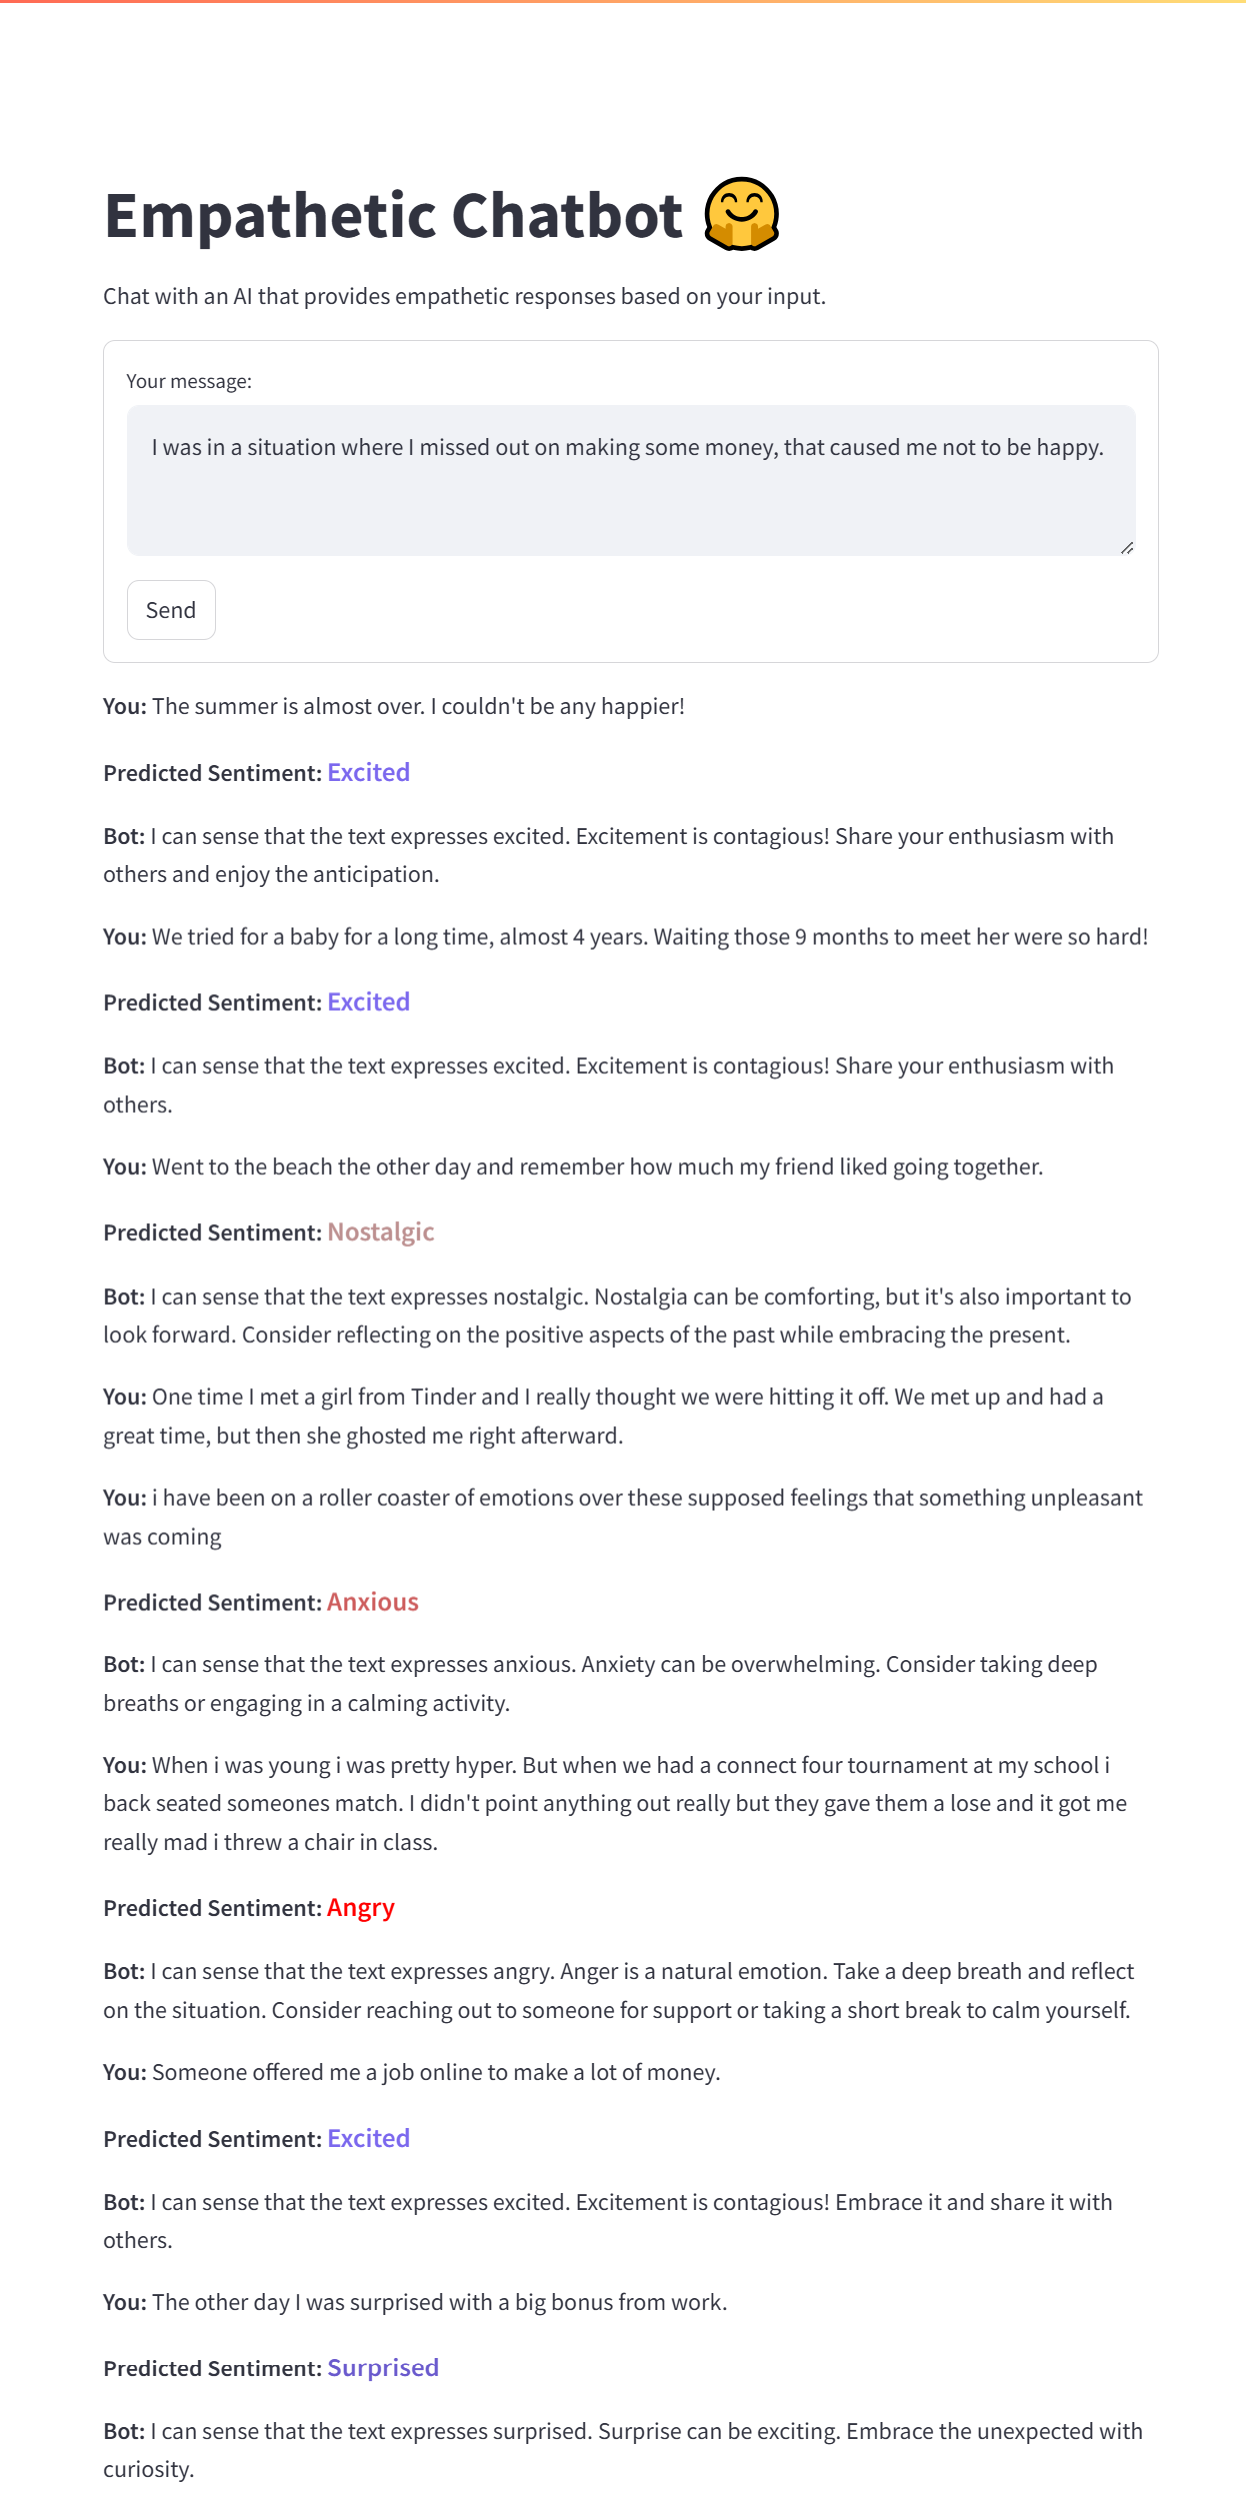 Empathetic Chatbot 🤗
Chat with an AI that provides empathetic responses based on your input.
Your message:
I was in a situation where I missed out on making some money, that caused me not to be happy.
Send
You: The summer is almost over. I couldn't be any happier!
Predicted Sentiment: Excited
Bot: I can sense that the text expresses excited. Excitement is contagious! Share your enthusiasm with
others and enjoy the anticipation.
You: We tried for a baby for a long time, almost 4 years. Waiting those 9 months to meet her were so hard!
Predicted Sentiment: Excited
Bot: I can sense that the text expresses excited. Excitement is contagious! Share your enthusiasm with
others.
You: Went to the beach the other day and remember how much my friend liked going together.
Predicted Sentiment: Nostalgic
Bot: I can sense that the text expresses nostalgic. Nostalgia can be comforting, but it's also important to
look forward. Consider reflecting on the positive aspects of the past while embracing the present.
You: One time I met a girl from Tinder and I really thought we were hitting it off. We met up and had a
great time, but then she ghosted me right afterward.
You: i have been on a roller coaster of emotions over these supposed feelings that something unpleasant
was coming
Predicted Sentiment: Anxious
Bot: I can sense that the text expresses anxious. Anxiety can be overwhelming. Consider taking deep
breaths or engaging in a calming activity.
You: When i was young i was pretty hyper. But when we had a connect four tournament at my school i
back seated someones match. I didn't point anything out really but they gave them a lose and it got me
really mad i threw a chair in class.
Predicted Sentiment: Angry
Bot: I can sense that the text expresses angry. Anger is a natural emotion. Take a deep breath and reflect
on the situation. Consider reaching out to someone for support or taking a short break to calm yourself.
You: Someone offered me a job online to make a lot of money.
Predicted Sentiment: Excited
Bot: I can sense that the text expresses excited. Excitement is contagious! Embrace it and share it with
others.
You: The other day I was surprised with a big bonus from work.
Predicted Sentiment: Surprised
Bot: I can sense that the text expresses surprised. Surprise can be exciting. Embrace the unexpected with
curiosity.